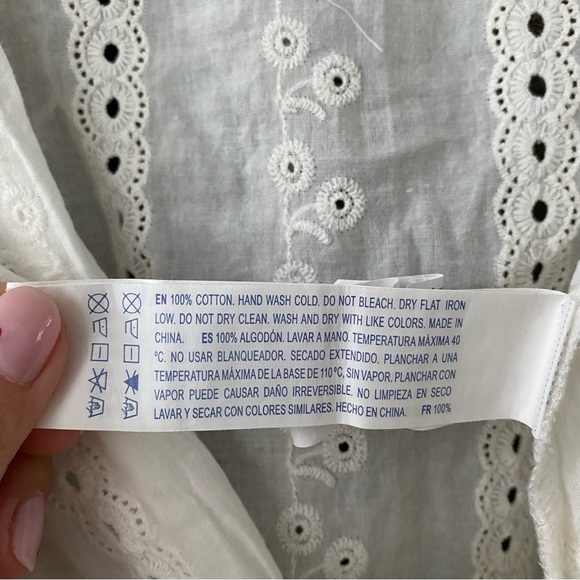 EN 100% COTTON. HAND WASH COLD. DO NOT BLEACH. DRY FLAT IRON
LOW. DO NOT DRY CLEAN. WASH AND DRY WITH LIKE COLORS. MADE IN
CHINA. ES 100% ALGODÓN. LAVAR A MANO. TEMPERATURA MÁXIMA 40
ºC. NO USAR BLANQUEADOR. SECADO EXTENDIDO. PLANCHAR A UNA
TEMPERATURA MÁXIMA DE LA BASE DE 110 ºC, SIN VAPOR. PLANCHAR CON
VAPOR PUEDE CAUSAR DAÑO IRREVERSIBLE. NO LIMPIEZA EN SECO
LAVAR Y SECAR CON COLORES SIMILARES. HECHO EN CHINA. FR 100%